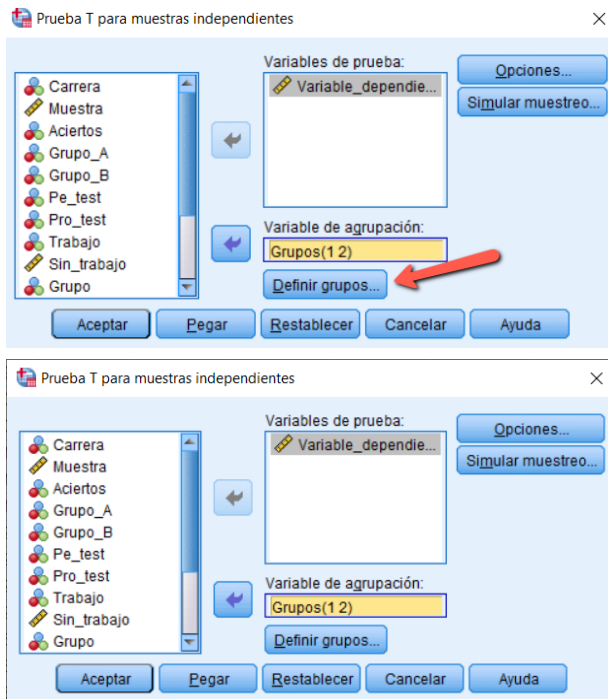 Prueba T para muestras independientes
Variables de prueba:
Carrera
Muestra
Aciertos
Grupo_A
Grupo_B
Pe_test
Pro_test
Trabajo
Sin_trabajo
Grupo
Variable_dependie...
Opciones...
Simular muestreo...
Variable de agrupación:
Grupos(1 2)
Definir grupos...
Aceptar Pegar Restablecer Cancelar Ayuda
Prueba T para muestras independientes
Variables de prueba:
Carrera
Muestra
Aciertos
Grupo_A
Grupo_B
Pe_test
Pro_test
Trabajo
Sin_trabajo
Grupo
Variable_dependie...
Opciones...
Simular muestreo...
Variable de agrupación:
Grupos(1 2)
Definir grupos...
Aceptar Pegar Restablecer Cancelar Ayuda